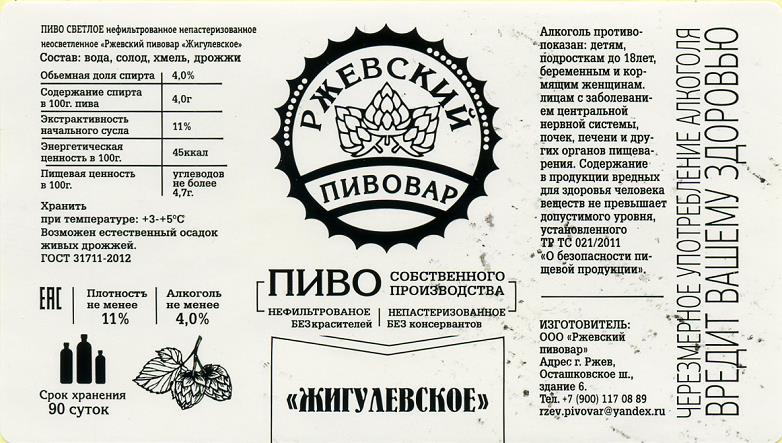 ПИВО СВЕТЛОЕ нефильтрованное непастеризованное
неосветленное «Ржевский пивовар «Жигулевское»
Состав: вода, солод, хмель, дрожжи
Обьемная доля спирта 4,0%
Содержание спирта
в 100г. пива 4,0г
Экстрактивность
начального сусла 11%
Энергетическая
ценность в 100г. 45ккал
Пищевая ценность
в 100г. углеводов
не более
4,7г.
Хранить
при температуре: +3-+5°С
Возможен естественный осадок
живых дрожжей.
ГОСТ 31711-2012
ЕАС
Плотность
не менее
11%
Алкоголь
не менее
4,0%
Срок хранения
90 суток
РЖЕВСКИЙ
ПИВОВАР
ПИВО СОБСТВЕННОГО
ПРОИЗВОДСТВА
НЕФИЛЬТРОВАНОЕ
БЕЗ красителей
НЕПАСТЕРИЗОВАННОЕ
БЕЗ консервантов
«ЖИГУЛЕВСКОЕ»
Алкоголь противо-
показан: детям,
подросткам до 18лет,
беременным и кор-
мящим женщинам.
лицам с заболевани-
ем центральной
нервной системы,
почек, печени и дру-
гих органов пищева-
рения. Содержание
в продукции вредных
для здоровья человека
веществ не превышает
допустимого уровня,
установленного
ТР ТС 021/2011
«О безопасности пи-
щевой продукции».
ИЗГОТОВИТЕЛЬ:
ООО «Ржевский
пивовар»
Адрес г. Ржев,
Осташковское ш.,
здание 6.
Тел. +7 (900) 117 08 89
rzev.pivovar@yandex.ru
ЧЕРЕЗМЕРНОЕ УПОТРЕБЛЕНИЕ АЛКОГОЛЯ
ВРЕДИТ ВАШЕМУ ЗДОРОВЬЮ